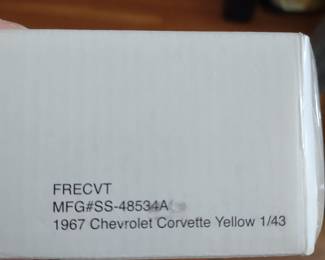 FRECVT
MFG#SS-48534A
1967 Chevrolet Corvette Yellow 1/43